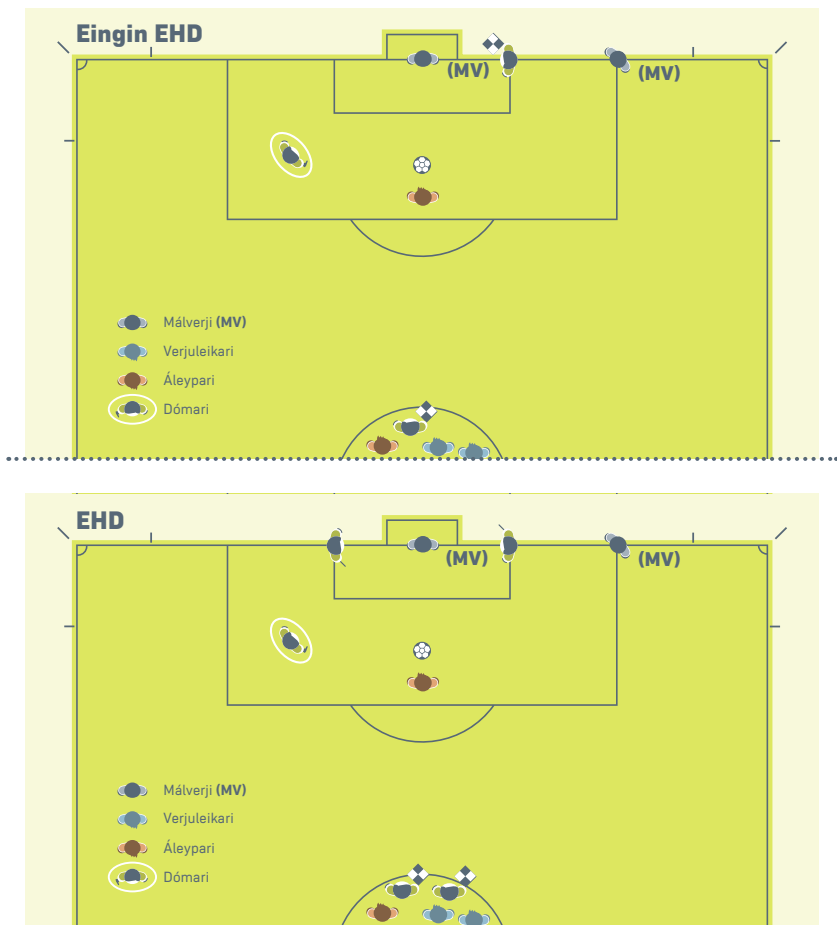 Eingin EHD
(MV)
(MV)
Málverji (MV)
Verjuleikari
Áleypari
Dómari
EHD
(MV)
(MV)
Málverji (MV)
Verjuleikari
Áleypari
Dómari